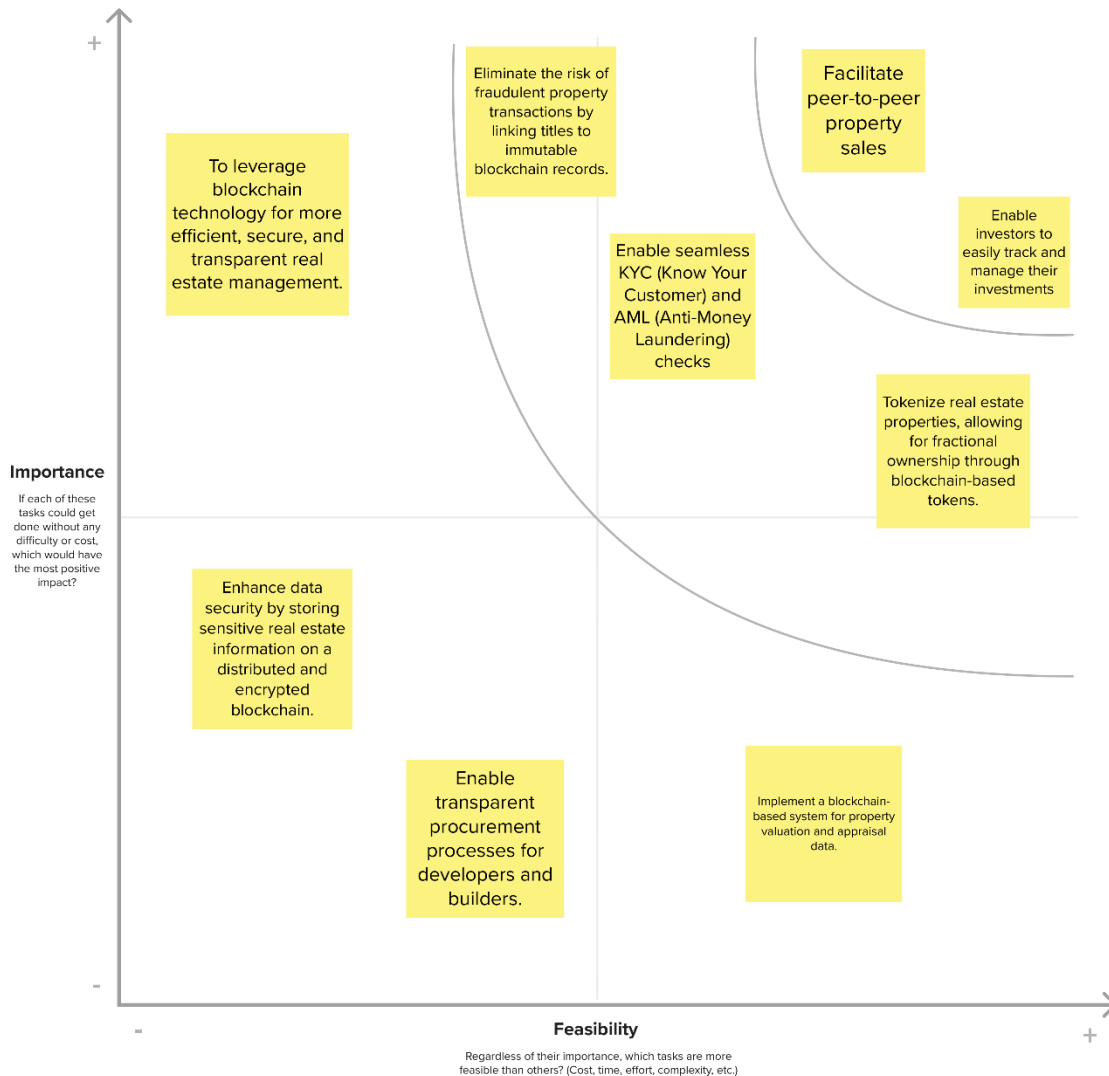 +
Eliminate the risk of
fraudulent property
transactions by
linking titles to
immutable
blockchain records.
Facilitate
peer-to-peer
property
sales
To leverage
blockchain
technology for more
efficient, secure, and
transparent real
estate management.
Enable
investors to
easily track and
manage their
investments
Enable seamless
KYC (Know Your
Customer) and
AML (Anti-Money
Laundering)
checks
Tokenize real estate
properties, allowing
for fractional
ownership through
blockchain-based
tokens.
Importance
If each of these
tasks could get
done without any
difficulty or cost,
which would have
the most positive
impact?
Enhance data
security by storing
sensitive real estate
information on a
distributed and
encrypted
blockchain.
Enable
transparent
procurement
processes for
developers and
builders.
Implement a blockchain-
based system for property
valuation and appraisal
data.
-
-
Feasibility
+
Regardless of their importance, which tasks are more
feasible than others? (Cost, time, effort, complexity, etc.)